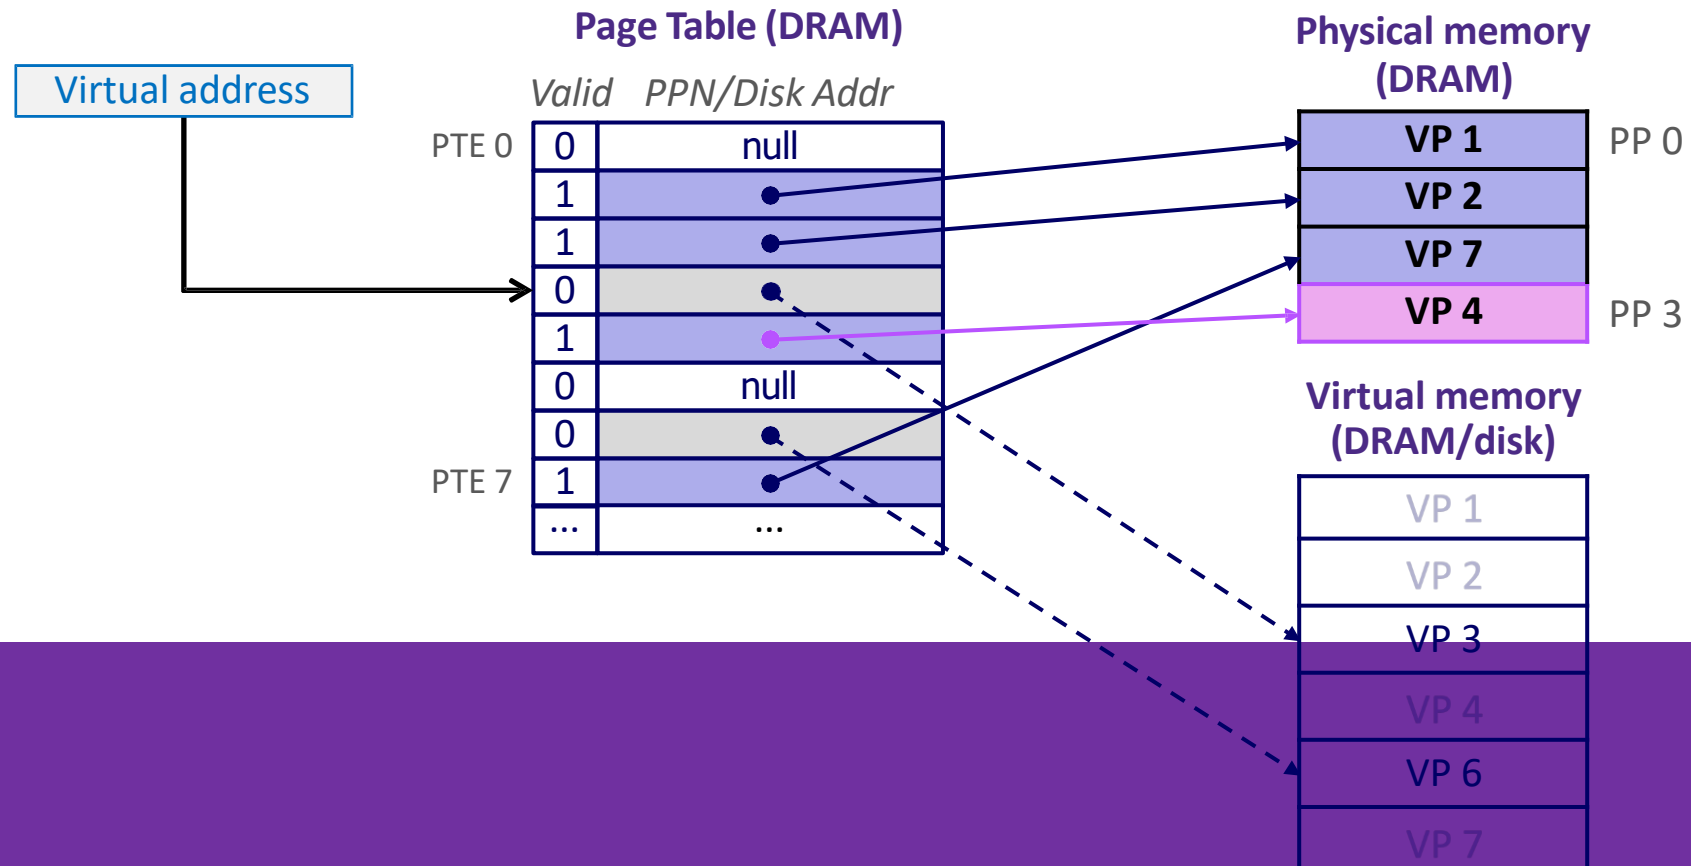 Page Table (DRAM)
Physical memory
(DRAM)
Virtual address
Valid PPN/Disk Addr
PTE 0 0 null
1
1
0
1
0 null
0
PTE 7 1
... ...
VP 1 PP 0
VP 2
VP 7
VP 4 PP 3
Virtual memory
(DRAM/disk)
VP 1
VP 2
VP 3
VP 4
VP 6
VP 7